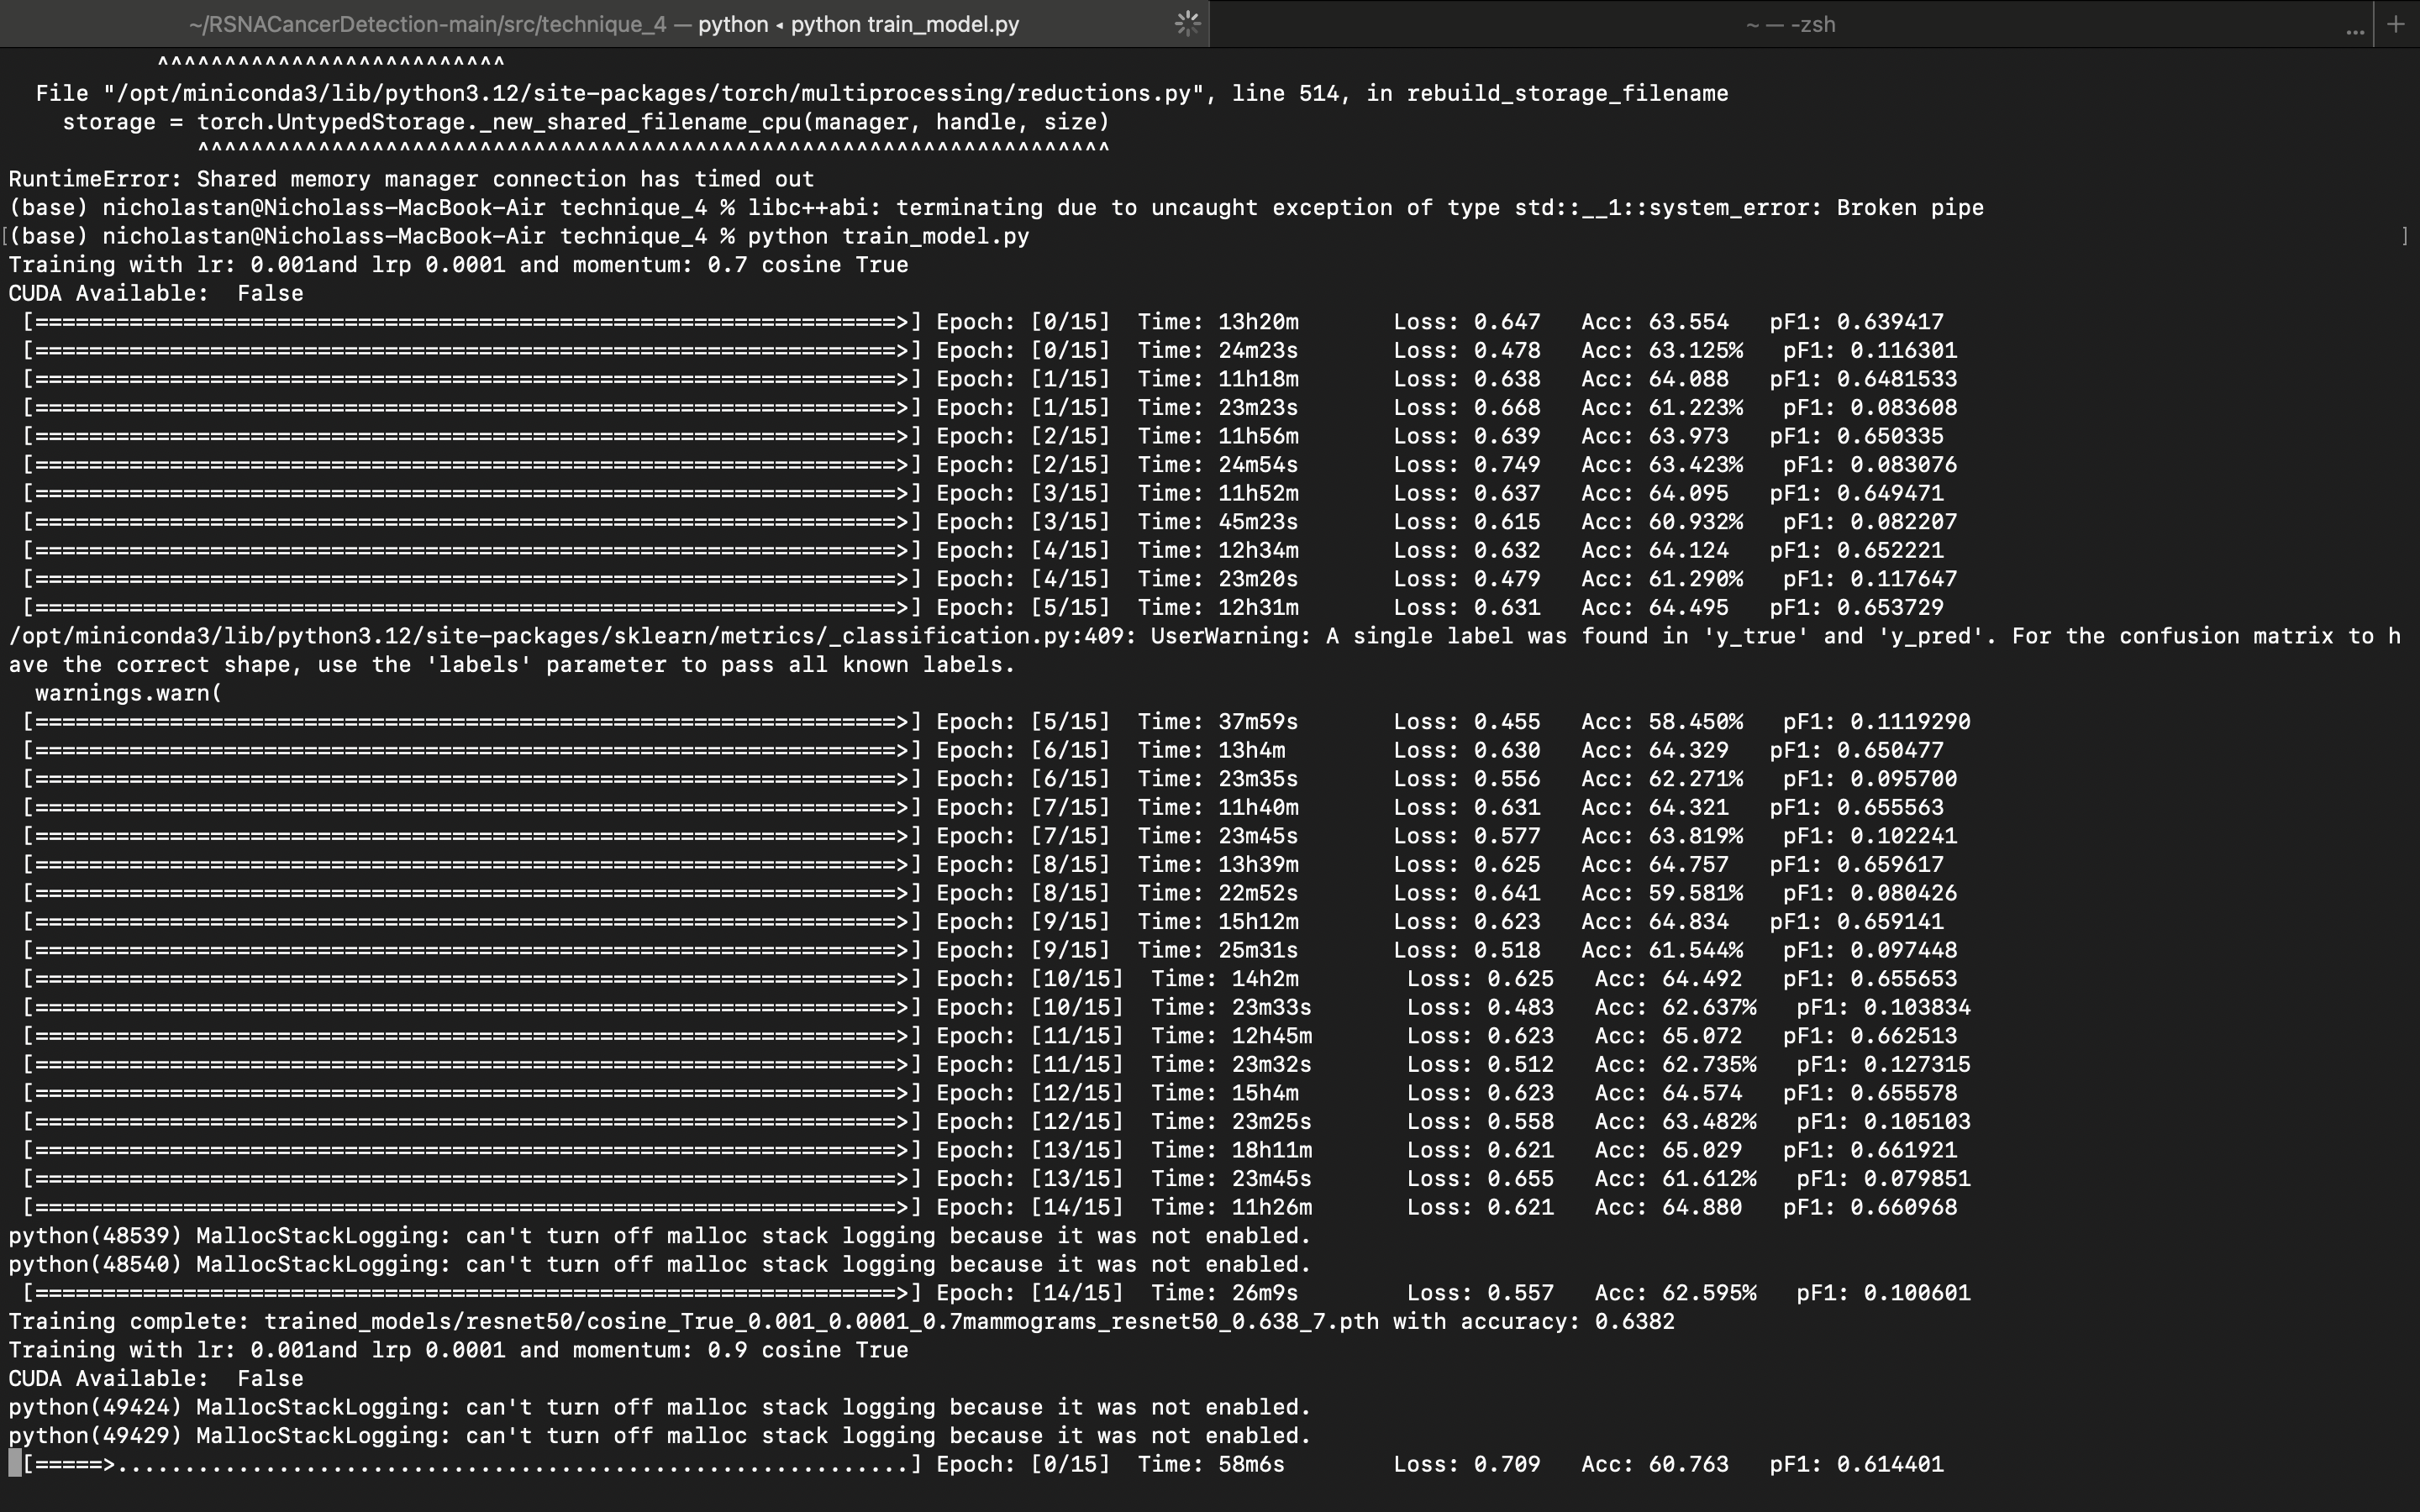 ~/RSNACancerDetection-main/src/technique_4 — python ◂ python train_model.py
~ — -zsh
... +
^^^^^^^^^^^^^^^^^^^^^^^^^^
File "/opt/miniconda3/lib/python3.12/site-packages/torch/multiprocessing/reductions.py", line 514, in rebuild_storage_filename
storage = torch.UntypedStorage._new_shared_filename_cpu(manager, handle, size)
^^^^^^^^^^^^^^^^^^^^^^^^^^^^^^^^^^^^^^^^^^^^^^^^^^^^^^^^^^^^^^^^^^^^
RuntimeError: Shared memory manager connection has timed out
(base) nicholastan@Nicholass-MacBook-Air technique_4 % libc++abi: terminating due to uncaught exception of type std::__1::system_error: Broken pipe
[(base) nicholastan@Nicholass-MacBook-Air technique_4 % python train_model.py ]
Training with lr: 0.001and lrp 0.0001 and momentum: 0.7 cosine True
CUDA Available:  False
[================================================================>] Epoch: [0/15]  Time: 13h20m  Loss: 0.647  Acc: 63.554  pF1: 0.639417
[================================================================>] Epoch: [0/15]  Time: 24m23s  Loss: 0.478  Acc: 63.125%  pF1: 0.116301
[================================================================>] Epoch: [1/15]  Time: 11h18m  Loss: 0.638  Acc: 64.088  pF1: 0.6481533
[================================================================>] Epoch: [1/15]  Time: 23m23s  Loss: 0.668  Acc: 61.223%  pF1: 0.083608
[================================================================>] Epoch: [2/15]  Time: 11h56m  Loss: 0.639  Acc: 63.973  pF1: 0.650335
[================================================================>] Epoch: [2/15]  Time: 24m54s  Loss: 0.749  Acc: 63.423%  pF1: 0.083076
[================================================================>] Epoch: [3/15]  Time: 11h52m  Loss: 0.637  Acc: 64.095  pF1: 0.649471
[================================================================>] Epoch: [3/15]  Time: 45m23s  Loss: 0.615  Acc: 60.932%  pF1: 0.082207
[================================================================>] Epoch: [4/15]  Time: 12h34m  Loss: 0.632  Acc: 64.124  pF1: 0.652221
[================================================================>] Epoch: [4/15]  Time: 23m20s  Loss: 0.479  Acc: 61.290%  pF1: 0.117647
[================================================================>] Epoch: [5/15]  Time: 12h31m  Loss: 0.631  Acc: 64.495  pF1: 0.653729
/opt/miniconda3/lib/python3.12/site-packages/sklearn/metrics/_classification.py:409: UserWarning: A single label was found in 'y_true' and 'y_pred'. For the confusion matrix to h
ave the correct shape, use the 'labels' parameter to pass all known labels.
warnings.warn(
[================================================================>] Epoch: [5/15]  Time: 37m59s  Loss: 0.455  Acc: 58.450%  pF1: 0.1119290
[================================================================>] Epoch: [6/15]  Time: 13h4m  Loss: 0.630  Acc: 64.329  pF1: 0.650477
[================================================================>] Epoch: [6/15]  Time: 23m35s  Loss: 0.556  Acc: 62.271%  pF1: 0.095700
[================================================================>] Epoch: [7/15]  Time: 11h40m  Loss: 0.631  Acc: 64.321  pF1: 0.655563
[================================================================>] Epoch: [7/15]  Time: 23m45s  Loss: 0.577  Acc: 63.819%  pF1: 0.102241
[================================================================>] Epoch: [8/15]  Time: 13h39m  Loss: 0.625  Acc: 64.757  pF1: 0.659617
[================================================================>] Epoch: [8/15]  Time: 22m52s  Loss: 0.641  Acc: 59.581%  pF1: 0.080426
[================================================================>] Epoch: [9/15]  Time: 15h12m  Loss: 0.623  Acc: 64.834  pF1: 0.659141
[================================================================>] Epoch: [9/15]  Time: 25m31s  Loss: 0.518  Acc: 61.544%  pF1: 0.097448
[================================================================>] Epoch: [10/15]  Time: 14h2m  Loss: 0.625  Acc: 64.492  pF1: 0.655653
[================================================================>] Epoch: [10/15]  Time: 23m33s  Loss: 0.483  Acc: 62.637%  pF1: 0.103834
[================================================================>] Epoch: [11/15]  Time: 12h45m  Loss: 0.623  Acc: 65.072  pF1: 0.662513
[================================================================>] Epoch: [11/15]  Time: 23m32s  Loss: 0.512  Acc: 62.735%  pF1: 0.127315
[================================================================>] Epoch: [12/15]  Time: 15h4m  Loss: 0.623  Acc: 64.574  pF1: 0.655578
[================================================================>] Epoch: [12/15]  Time: 23m25s  Loss: 0.558  Acc: 63.482%  pF1: 0.105103
[================================================================>] Epoch: [13/15]  Time: 18h11m  Loss: 0.621  Acc: 65.029  pF1: 0.661921
[================================================================>] Epoch: [13/15]  Time: 23m45s  Loss: 0.655  Acc: 61.612%  pF1: 0.079851
[================================================================>] Epoch: [14/15]  Time: 11h26m  Loss: 0.621  Acc: 64.880  pF1: 0.660968
python(48539) MallocStackLogging: can't turn off malloc stack logging because it was not enabled.
python(48540) MallocStackLogging: can't turn off malloc stack logging because it was not enabled.
[================================================================>] Epoch: [14/15]  Time: 26m9s  Loss: 0.557  Acc: 62.595%  pF1: 0.100601
Training complete: trained_models/resnet50/cosine_True_0.001_0.0001_0.7mammograms_resnet50_0.638_7.pth with accuracy: 0.6382
Training with lr: 0.001and lrp 0.0001 and momentum: 0.9 cosine True
CUDA Available:  False
python(49424) MallocStackLogging: can't turn off malloc stack logging because it was not enabled.
python(49429) MallocStackLogging: can't turn off malloc stack logging because it was not enabled.
[=====>...........................................................] Epoch: [0/15]  Time: 58m6s  Loss: 0.709  Acc: 60.763  pF1: 0.614401